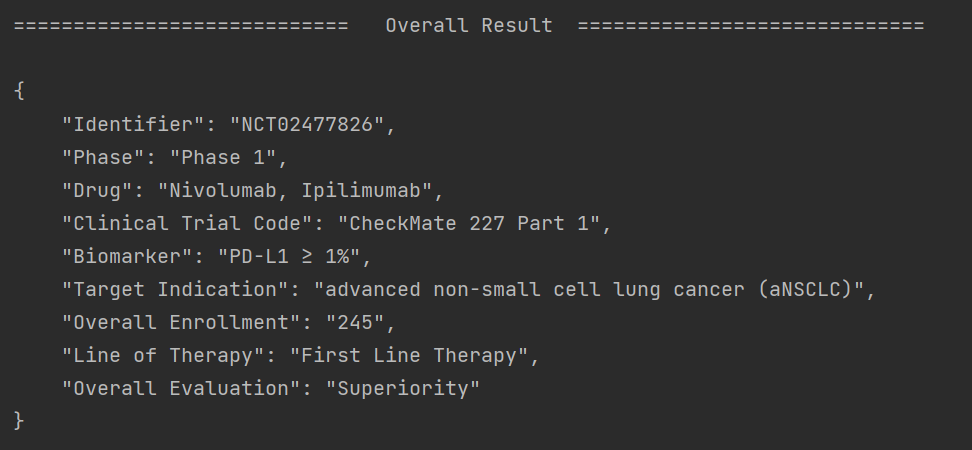 ============================   Overall Result  =============================
{
    "Identifier": "NCT02477826",
    "Phase": "Phase 1",
    "Drug": "Nivolumab, Ipilimumab",
    "Clinical Trial Code": "CheckMate 227 Part 1",
    "Biomarker": "PD-L1 ≥ 1%",
    "Target Indication": "advanced non-small cell lung cancer (aNSCLC)",
    "Overall Enrollment": "245",
    "Line of Therapy": "First Line Therapy",
    "Overall Evaluation": "Superiority"
}